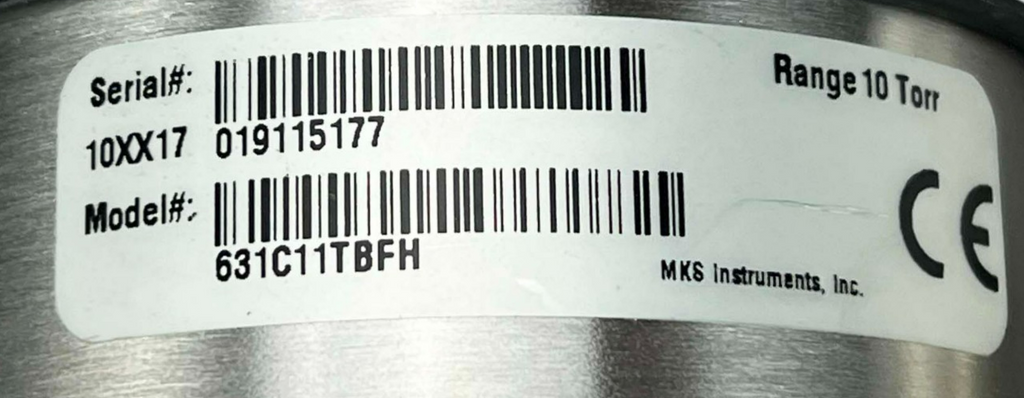 Serial#:
10XX17 019115177
Model#:
631C11TBFH
Range 10 Torr
CE
MKS Instruments, Inc.